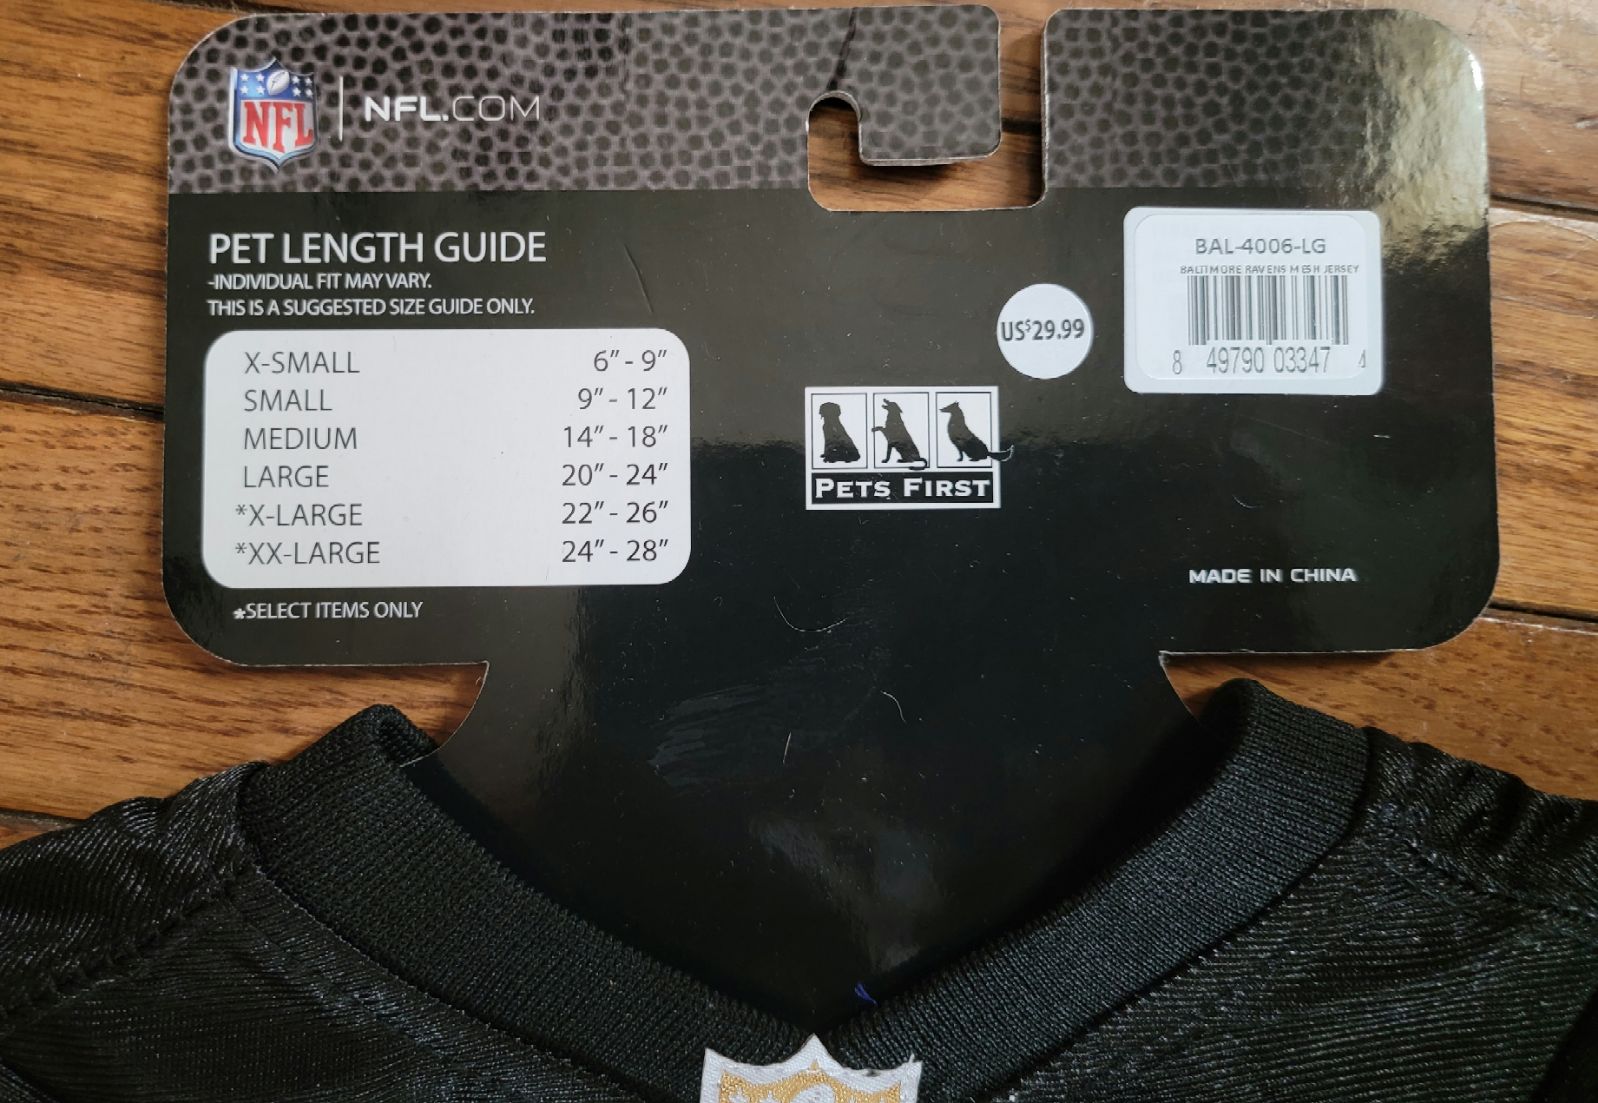 NFL
NFL.COM
PET LENGTH GUIDE
-INDIVIDUAL FIT MAY VARY.
THIS IS A SUGGESTED SIZE GUIDE ONLY.
X-SMALL 6” - 9”
SMALL 9” - 12”
MEDIUM 14” - 18”
LARGE 20” - 24”
*X-LARGE 22” - 26”
*XX-LARGE 24” - 28”
*SELECT ITEMS ONLY
US$29.99
PETS FIRST
BAL-4006-LG
BALTIMORE RAVENS MESH JERSEY
8 49790 03347 4
MADE IN CHINA